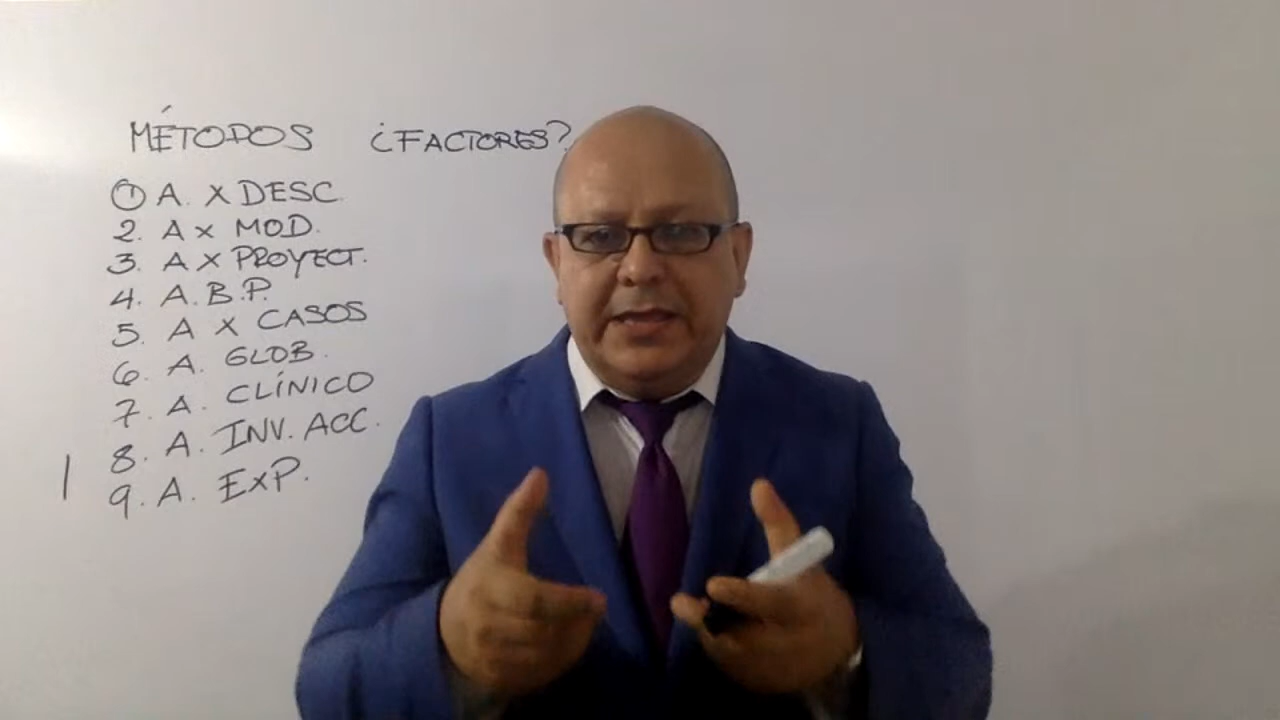 MÉTODOS ¿FACTORES?
1 A. X DESC.
2. A X MOD.
3. A X PROYECT.
4. A.B.P.
5. A X CASOS
6. A. GLOB.
7. A. CLÍNICO
8. A. INV. ACC.
9. A. EXP.